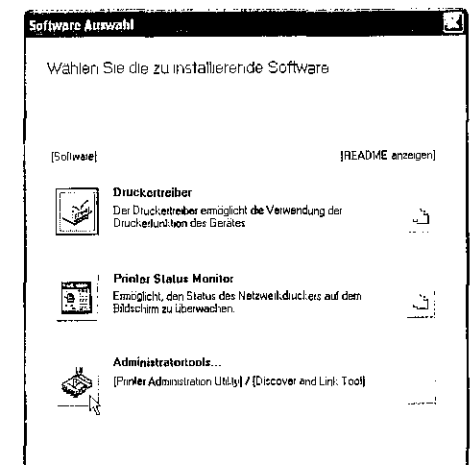 Software Auswahl
Wählen Sie die zu installierende Software
[Software] [README anzeigen]
Druckertreiber
Der Druckertreiber ermöglicht die Verwendung der
Druckerfunktion des Gerätes
Printer Status Monitor
Ermöglicht, den Status des Netzwerkdruckers auf dem
Bildschirm zu überwachen.
Administratortools...
[Printer Administration Utility] / [Discover and Link Tool]